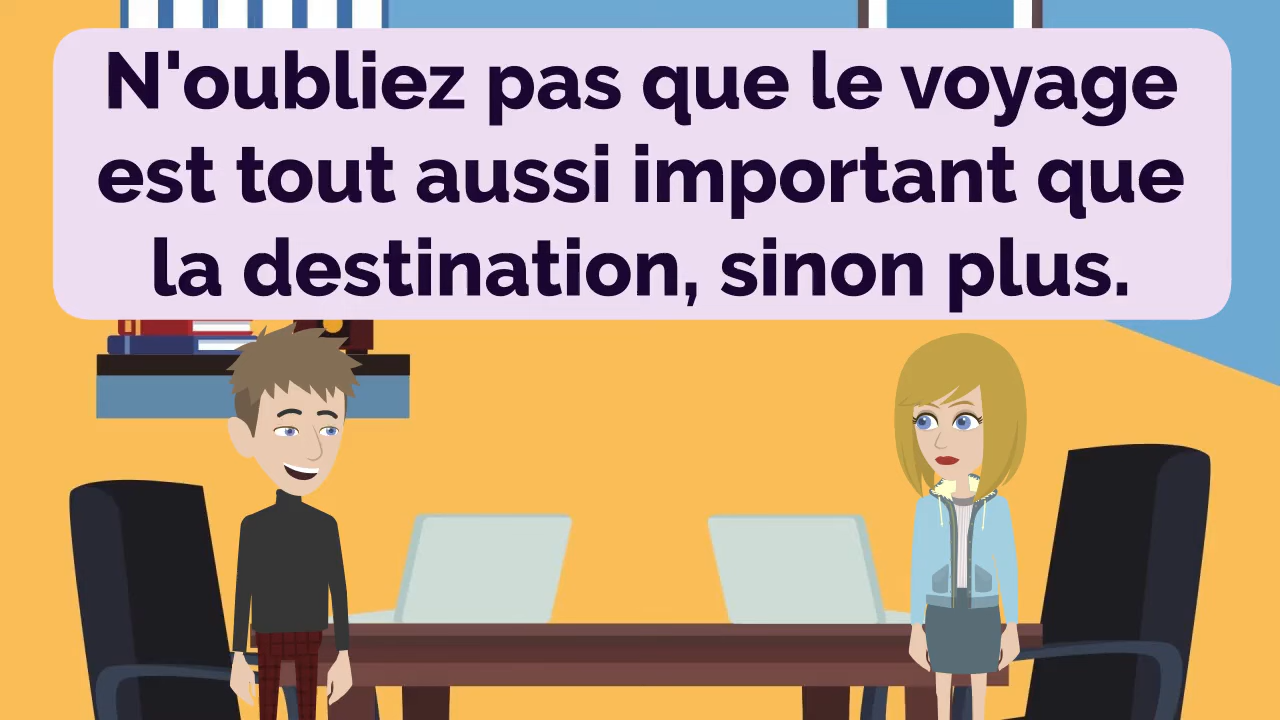 N'oubliez pas que le voyage
est tout aussi important que
la destination, sinon plus.